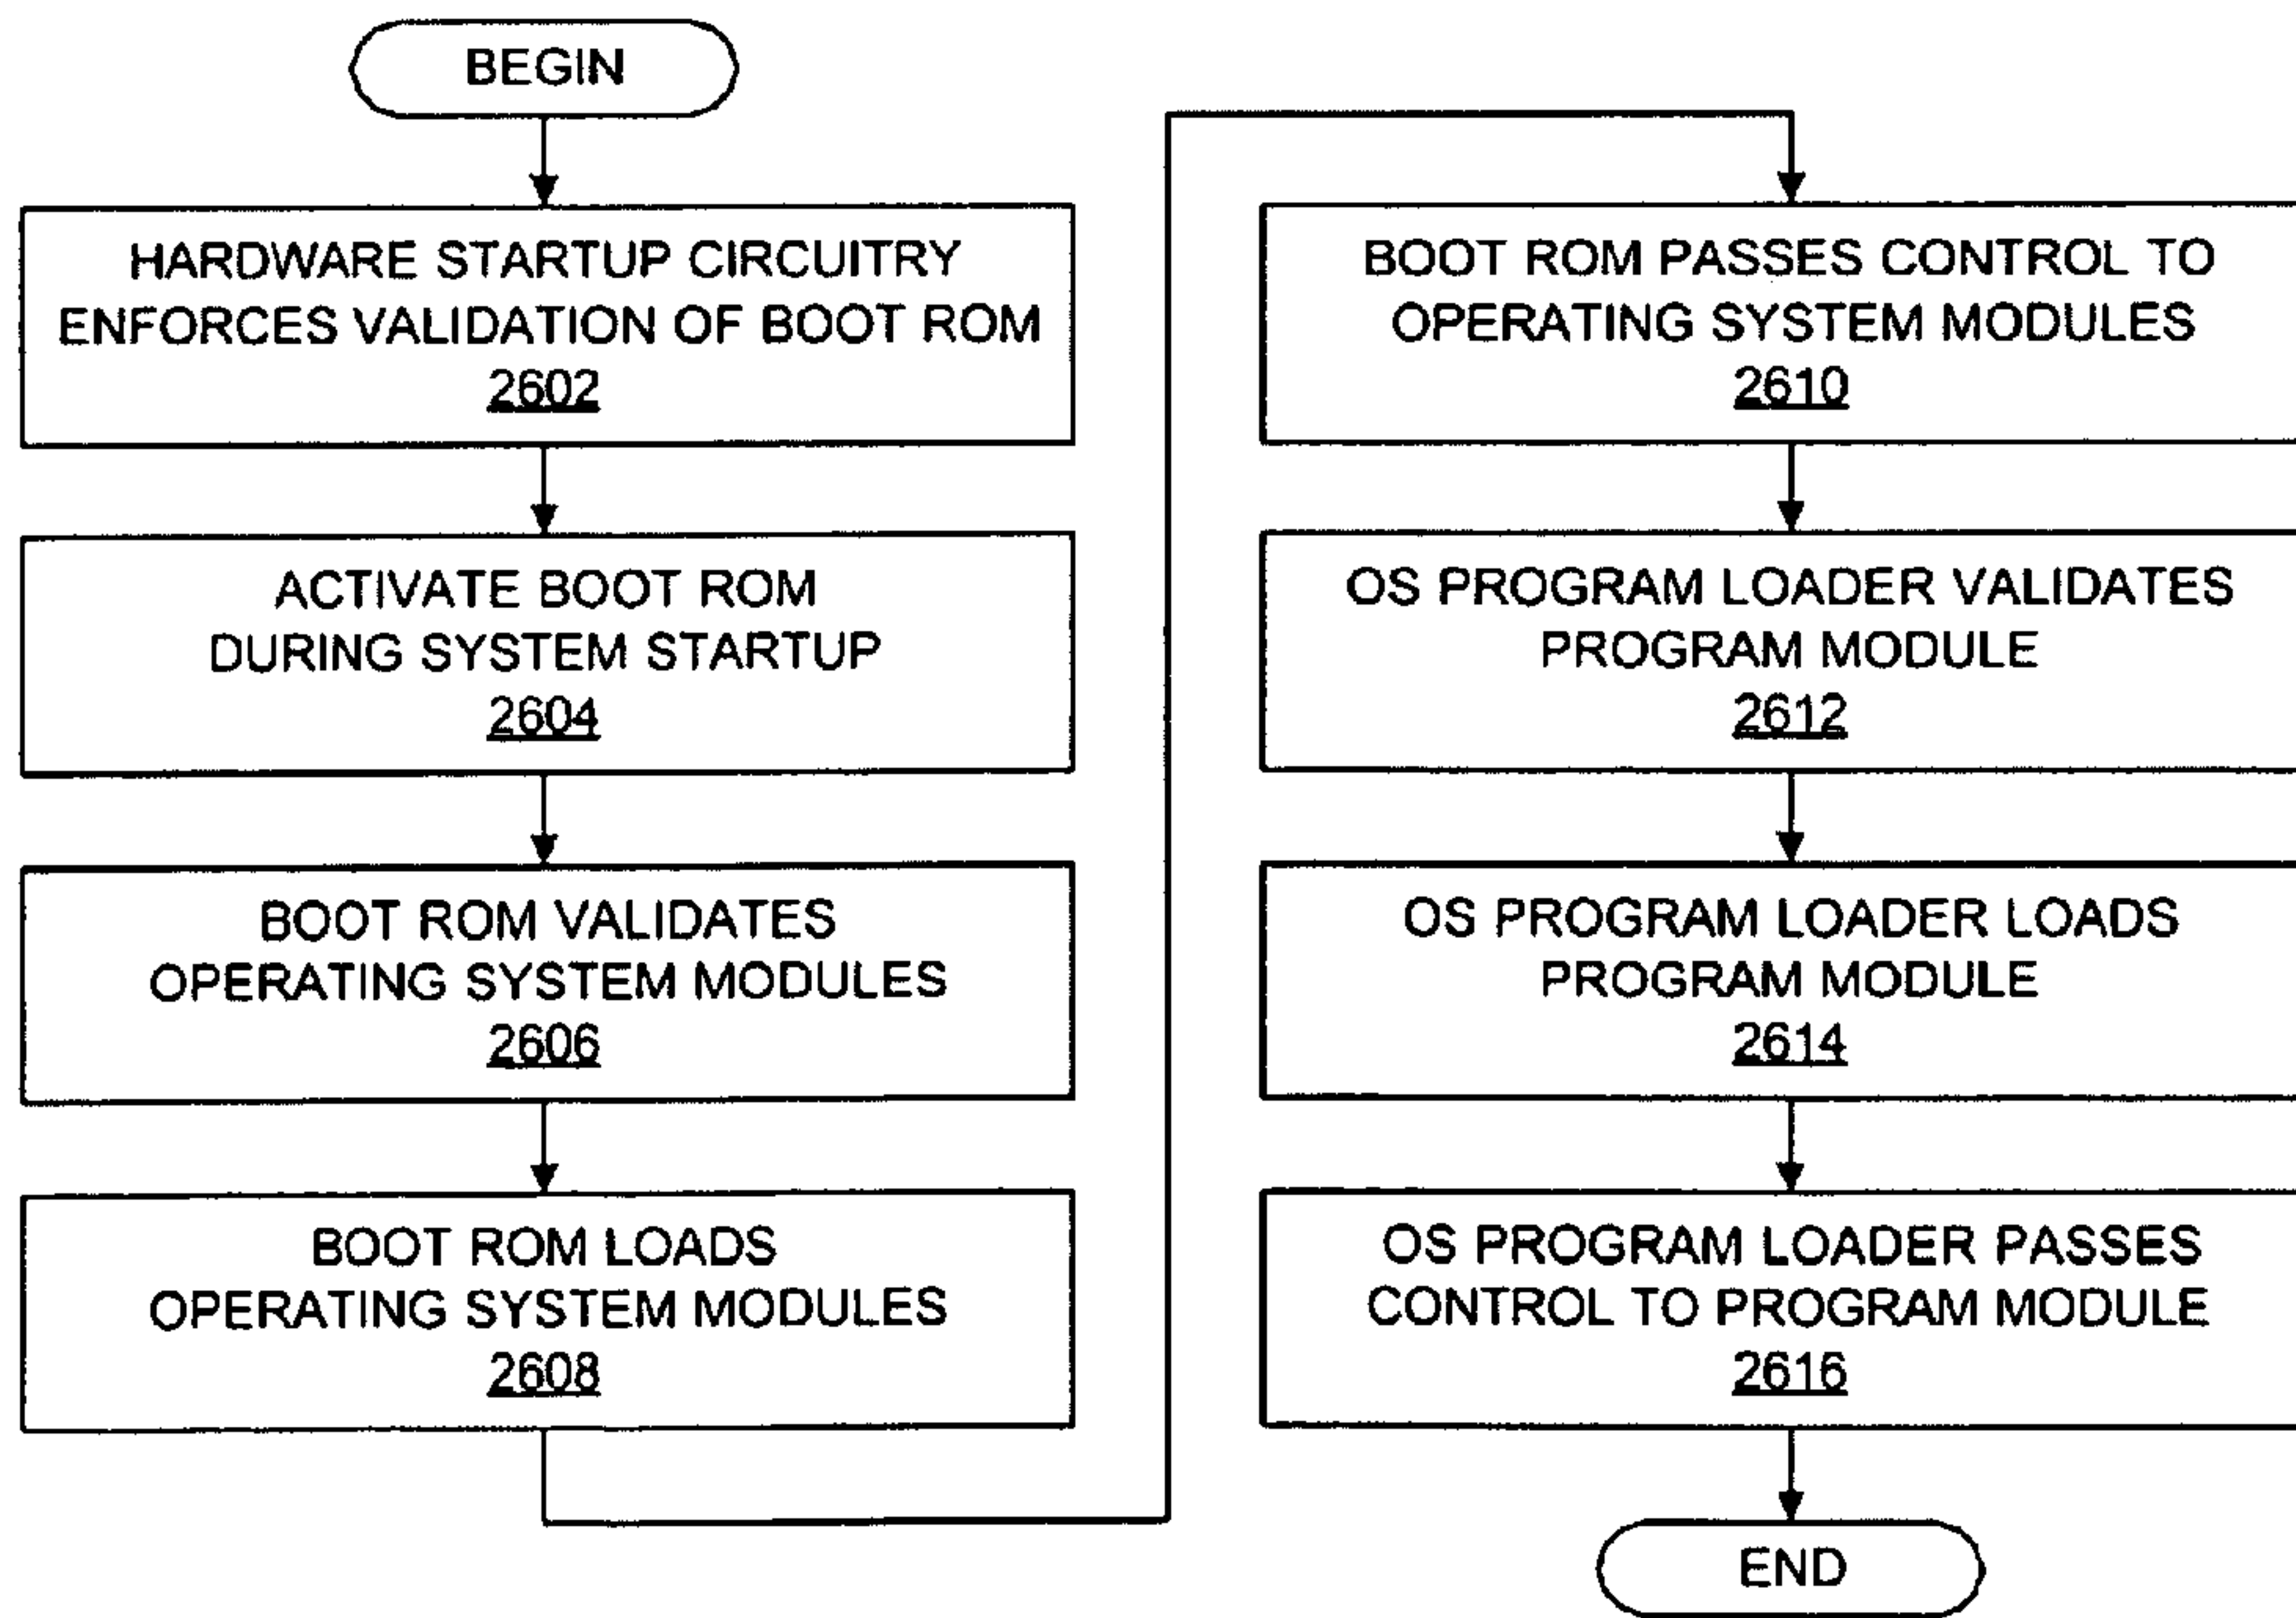 BEGIN
HARDWARE STARTUP CIRCUITRY
ENFORCES VALIDATION OF BOOT ROM
2602
ACTIVATE BOOT ROM
DURING SYSTEM STARTUP
2604
BOOT ROM VALIDATES
OPERATING SYSTEM MODULES
2606
BOOT ROM LOADS
OPERATING SYSTEM MODULES
2608
BOOT ROM PASSES CONTROL TO
OPERATING SYSTEM MODULES
2610
OS PROGRAM LOADER VALIDATES
PROGRAM MODULE
2612
OS PROGRAM LOADER LOADS
PROGRAM MODULE
2614
OS PROGRAM LOADER PASSES
CONTROL TO PROGRAM MODULE
2616
END